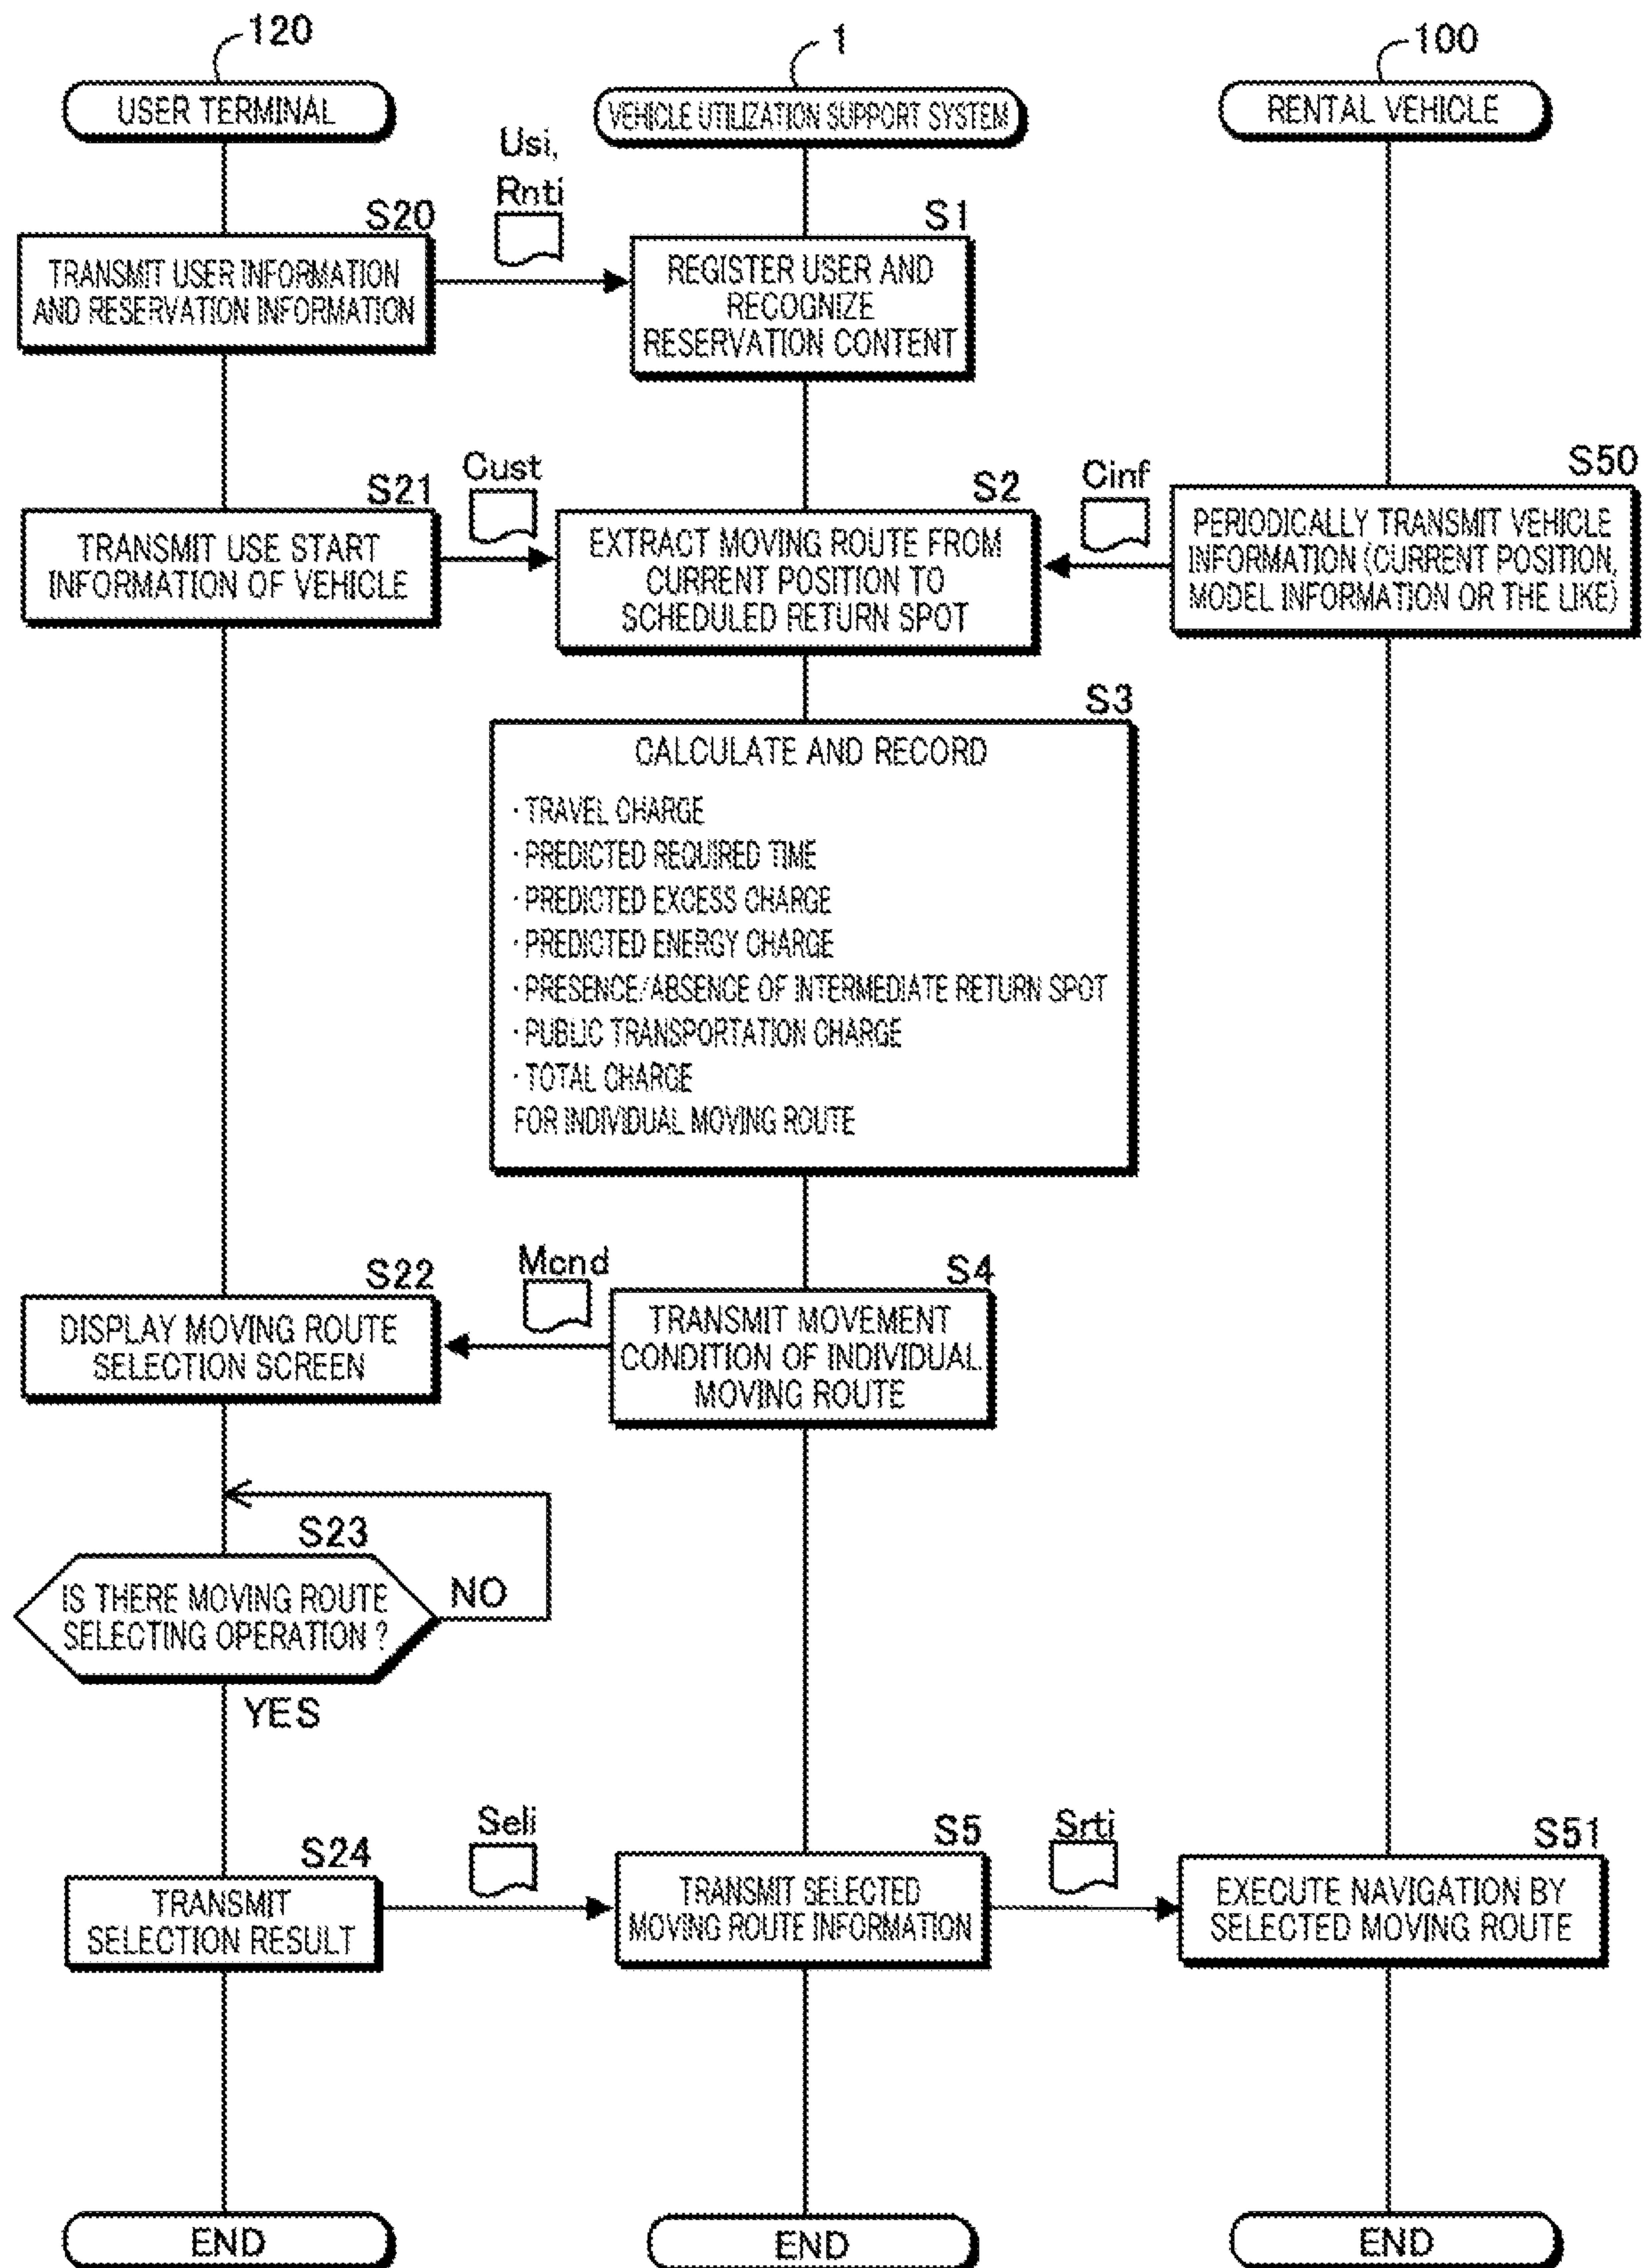 120
1
100
USER TERMINAL
VEHICLE UTILIZATION SUPPORT SYSTEM
RENTAL VEHICLE
Usi,
Rnti
S20
S1
TRANSMIT USER INFORMATION
AND RESERVATION INFORMATION
REGISTER USER AND
RECOGNIZE
RESERVATION CONTENT
S21
Cust
S2
Cinf
S50
TRANSMIT USE START
INFORMATION OF VEHICLE
EXTRACT MOVING ROUTE FROM
CURRENT POSITION TO
SCHEDULED RETURN SPOT
PERIODICALLY TRANSMIT VEHICLE
INFORMATION (CURRENT POSITION,
MODEL INFORMATION OR THE LIKE)
S3
CALCULATE AND RECORD
· TRAVEL CHARGE
· PREDICTED REQUIRED TIME
· PREDICTED EXCESS CHARGE
· PREDICTED ENERGY CHARGE
· PRESENCE/ABSENCE OF INTERMEDIATE RETURN SPOT
· PUBLIC TRANSPORTATION CHARGE
· TOTAL CHARGE
FOR INDIVIDUAL MOVING ROUTE
S22
Mcnd
S4
DISPLAY MOVING ROUTE
SELECTION SCREEN
TRANSMIT MOVEMENT
CONDITION OF INDIVIDUAL
MOVING ROUTE
S23
IS THERE MOVING ROUTE
SELECTING OPERATION ?
NO
YES
S24
Seli
S5
Srti
S51
TRANSMIT
SELECTION RESULT
TRANSMIT SELECTED
MOVING ROUTE INFORMATION
EXECUTE NAVIGATION BY
SELECTED MOVING ROUTE
END
END
END